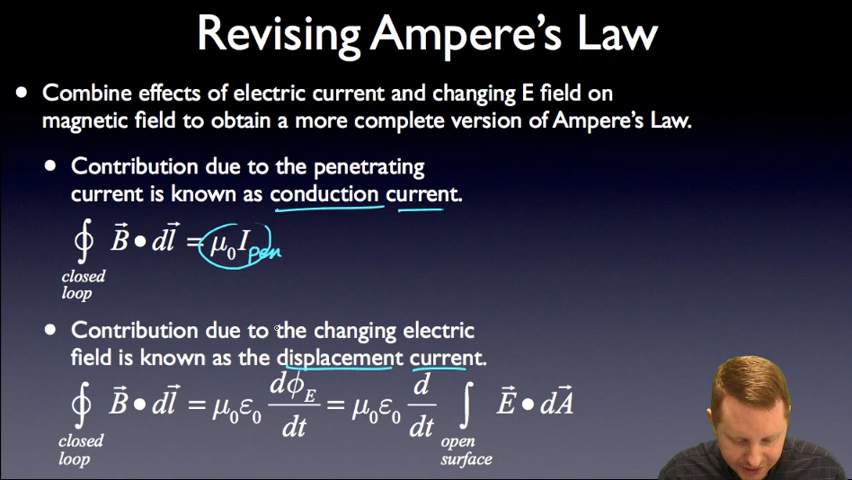 Revising Ampere's Law
• Combine effects of electric current and changing E field on
magnetic field to obtain a more complete version of Ampere's Law.
• Contribution due to the penetrating
current is known as conduction current.
∮ B⃗ • dl⃗ = μ₀I pen
closed
loop
• Contribution due to the changing electric
field is known as the displacement current.
∮ B⃗ • dl⃗ = μ₀ε₀ dϕ_E/dt = μ₀ε₀ d/dt ∫ E⃗ • dA⃗
closed
loop
open
surface